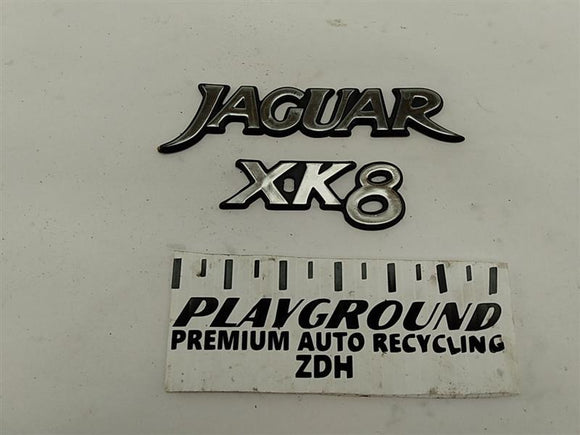 JAGUAR
XK8
PLAYGROUND
PREMIUM AUTO RECYCLING
ZDH